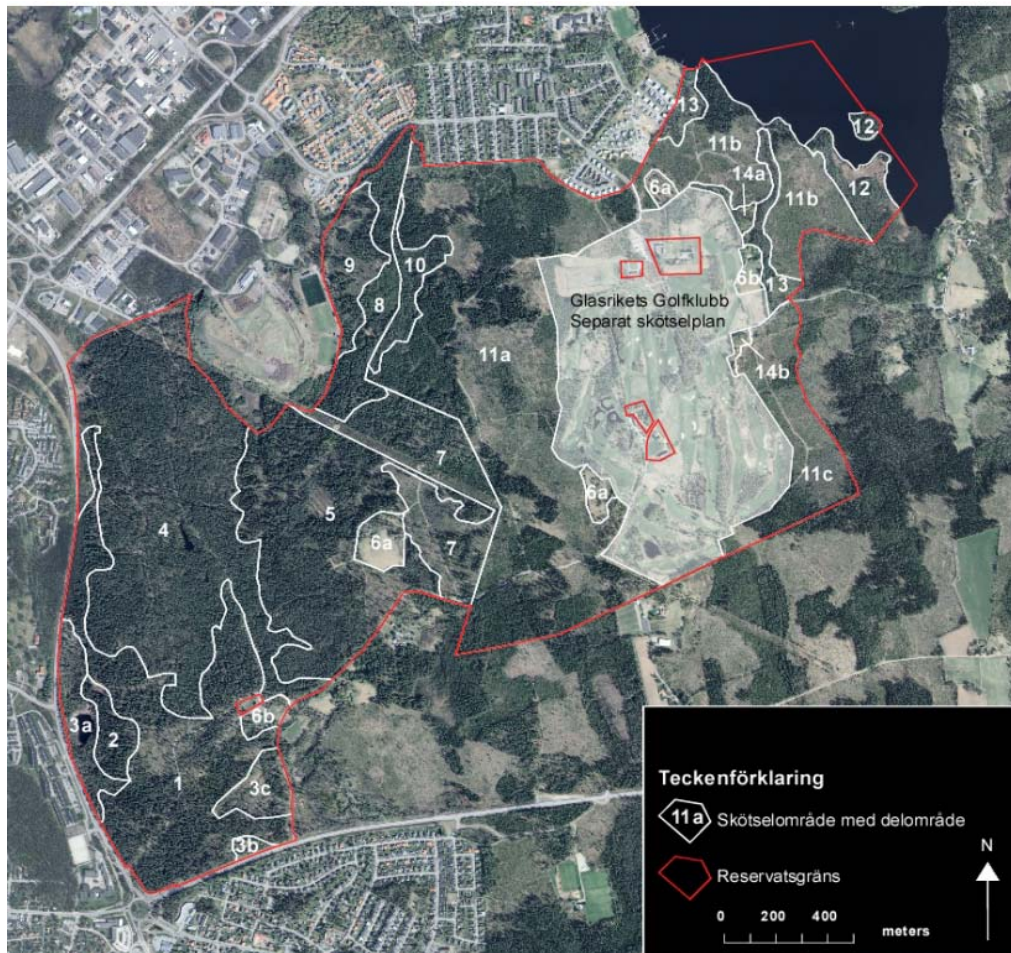 13
12
11b
14a
6a
11b
12
9
10
6b
13
8
Glasrikets Golfklubb
Separat skötselplan
11a
14b
7
11c
6a
4
5
6a
7
3a
6b
2
1
3c
3b
Teckenförklaring
11a Skötselområde med delområde
N
Reservatsgräns
0 200 400
meters